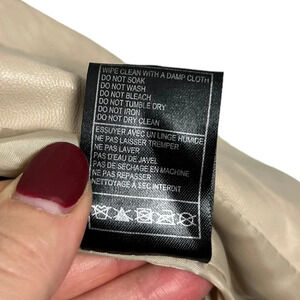 WIPE CLEAN WITH A DAMP CLOTH
DO NOT SOAK
DO NOT WASH
DO NOT BLEACH
DO NOT TUMBLE DRY
DO NOT IRON
DO NOT DRY CLEAN
ESSUYER AVEC UN LINGE HUMIDE
NE PAS LAISSER TREMPER
NE PAS LAVER
PAS D'EAU DE JAVEL
PAS DE SECHAGE EN MACHINE
NE PAS REPASSER
NETTOYAGE À SEC INTERDIT